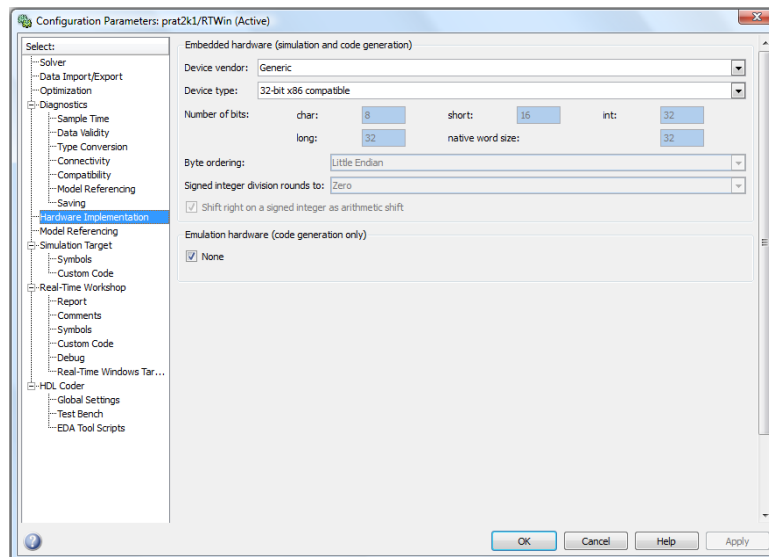 Configuration Parameters: prat2k1/RTWin (Active)
Select:
Solver
Data Import/Export
Optimization
Diagnostics
Sample Time
Data Validity
Type Conversion
Connectivity
Compatibility
Model Referencing
Saving
Hardware Implementation
Model Referencing
Simulation Target
Symbols
Custom Code
Real-Time Workshop
Report
Comments
Symbols
Custom Code
Debug
Real-Time Windows Tar...
HDL Coder
Global Settings
Test Bench
EDA Tool Scripts
Embedded hardware (simulation and code generation)
Device vendor: Generic
Device type: 32-bit x86 compatible
Number of bits: char: 8 short: 16 int: 32
long: 32 native word size: 32
Byte ordering: Little Endian
Signed integer division rounds to: Zero
Shift right on a signed integer as arithmetic shift
Emulation hardware (code generation only)
None
OK Cancel Help Apply